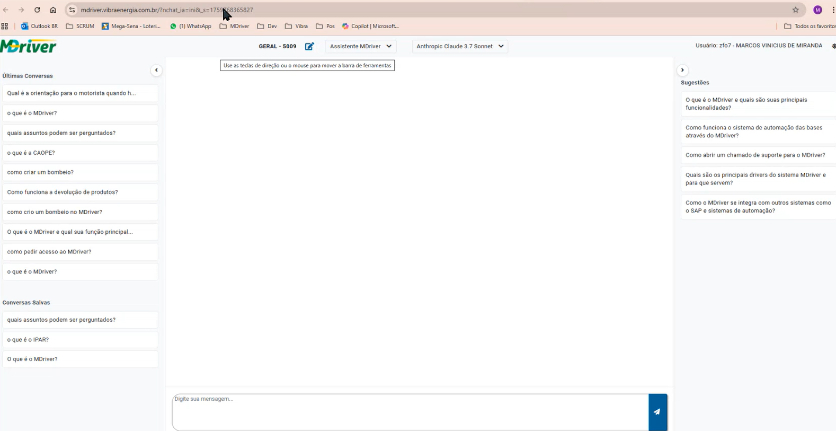 mdriver.vibraenergia.com.br/?nchat_ia=ini&_s=1759268365827
Outlook BR
SCRUM
Mega-Sena - Loteri...
(1) WhatsApp
MDriver
Dev
Vibra
Pos
Copilot | Microsoft...
Todos os favoritos
MDriver
GERAL - 5009
Assistente MDriver
Anthropic Claude 3.7 Sonnet
Usuário: zfo7 - MARCOS VINICIUS DE MIRANDA
Use as teclas de direção ou o mouse para mover a barra de ferramentas
Últimas Conversas
Qual é a orientação para o motorista quando h...
o que é o MDriver?
quais assuntos podem ser perguntados?
o que é a CAOPE?
como criar um bombeio?
Como funciona a devolução de produtos?
como crio um bombeio no MDriver?
O que é o MDriver e qual sua função principal...
como pedir acesso ao MDriver?
o que é o MDriver?
Conversas Salvas
quais assuntos podem ser perguntados?
o que é o IPAR?
O que é o MDriver?
Digite sua mensagem...
Sugestões
O que é o MDriver e quais são suas principais
funcionalidades?
Como funciona o sistema de automação das bases
através do MDriver?
Como abrir um chamado de suporte para o MDriver?
Quais são os principais drivers do sistema MDriver e
para que servem?
Como o MDriver se integra com outros sistemas como
o SAP e sistemas de automação?
M